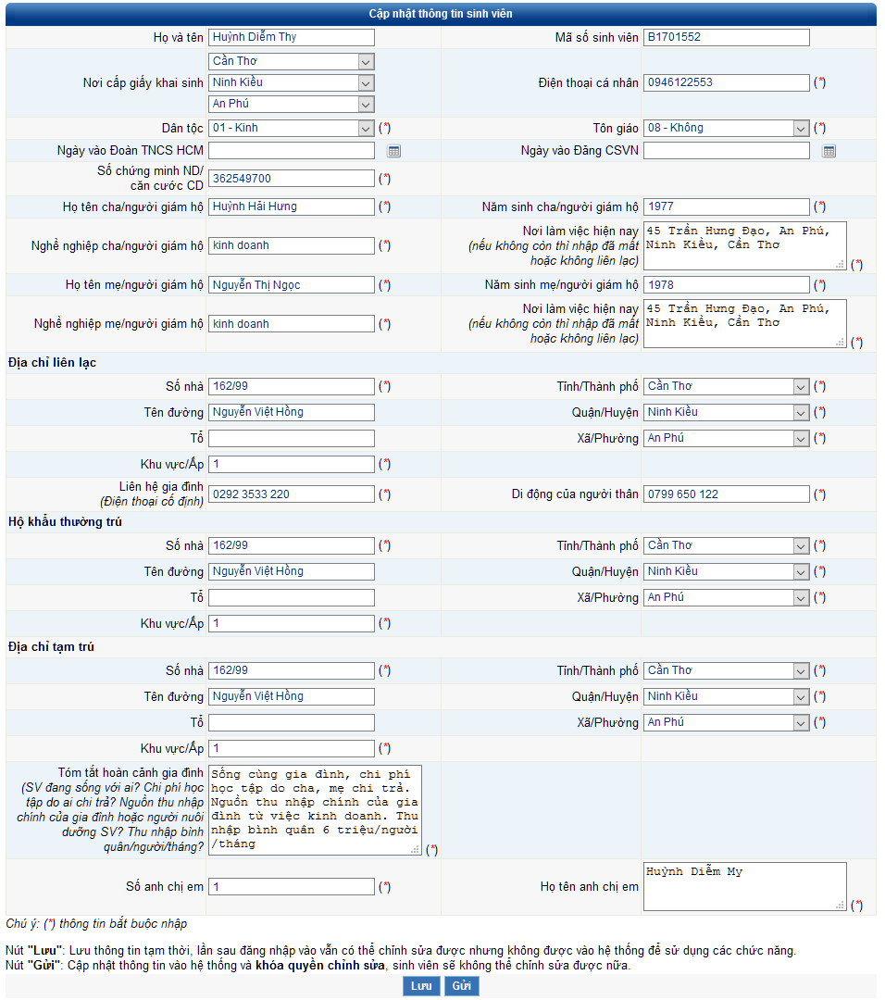 Cập nhật thông tin sinh viên
Họ và tên Huỳnh Diễm Thy Mã số sinh viên B1701552
Cần Thơ
Nơi cấp giấy khai sinh Ninh Kiều Điện thoại cá nhân 0946122553 (*)
An Phú
Dân tộc 01 - Kinh (*) Tôn giáo 08 - Không (*)
Ngày vào Đoàn TNCS HCM Ngày vào Đảng CSVN
Số chứng minh ND/
căn cước CD 362549700 (*)
Họ tên cha/người giám hộ Huỳnh Hải Hưng (*) Năm sinh cha/người giám hộ 1977 (*)
Nghề nghiệp cha/người giám hộ kinh doanh (*)
Nơi làm việc hiện nay
(nếu không còn thì nhập đã mất
hoặc không liên lạc)
45 Trần Hưng Đạo, An Phú,
Ninh Kiều, Cần Thơ
(*)
Họ tên mẹ/người giám hộ Nguyễn Thị Ngọc (*) Năm sinh mẹ/người giám hộ 1978 (*)
Nghề nghiệp mẹ/người giám hộ kinh doanh (*)
Nơi làm việc hiện nay
(nếu không còn thì nhập đã mất
hoặc không liên lạc)
45 Trần Hưng Đạo, An Phú,
Ninh Kiều, Cần Thơ
(*)
Địa chỉ liên lạc
Số nhà 162/99 (*) Tỉnh/Thành phố Cần Thơ (*)
Tên đường Nguyễn Việt Hồng Quận/Huyện Ninh Kiều (*)
Tổ Xã/Phường An Phú (*)
Khu vực/Ấp 1 (*)
Liên hệ gia đình
(Điện thoại cố định) 0292 3533 220 (*) Di động của người thân 0799 650 122 (*)
Hộ khẩu thường trú
Số nhà 162/99 (*) Tỉnh/Thành phố Cần Thơ (*)
Tên đường Nguyễn Việt Hồng Quận/Huyện Ninh Kiều (*)
Tổ Xã/Phường An Phú (*)
Khu vực/Ấp 1 (*)
Địa chỉ tạm trú
Số nhà 162/99 (*) Tỉnh/Thành phố Cần Thơ (*)
Tên đường Nguyễn Việt Hồng Quận/Huyện Ninh Kiều (*)
Tổ Xã/Phường An Phú (*)
Khu vực/Ấp 1 (*)
Tóm tắt hoàn cảnh gia đình
(SV đang sống với ai? Chi phí học
tập do ai chi trả? Nguồn thu nhập
chính của gia đình hoặc người nuôi
dưỡng SV? Thu nhập bình
quân/người/tháng?
Sống cùng gia đình, chi phí
học tập do cha, mẹ chi trả.
Nguồn thu nhập chính của gia
đình từ việc kinh doanh. Thu
nhập bình quân 6 triệu/người
/tháng
(*)
Số anh chị em 1 (*) Họ tên anh chị em Huỳnh Diễm My (*)
Chú ý: (*) thông tin bắt buộc nhập
Nút "Lưu": Lưu thông tin tạm thời, lần sau đăng nhập vào vẫn có thể chỉnh sửa được nhưng không được vào hệ thống để sử dụng các chức năng.
Nút "Gửi": Cập nhật thông tin vào hệ thống và khóa quyền chỉnh sửa, sinh viên sẽ không thể chỉnh sửa được nữa.
Lưu Gửi